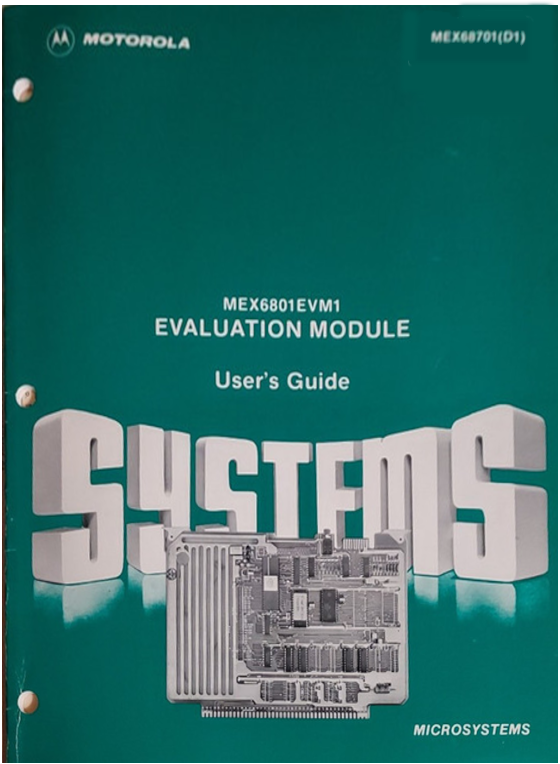 MOTOROLA
MEX68701(D1)
MEX6801EVM1
EVALUATION MODULE
User's Guide
SYSTEMS
MICROSYSTEMS